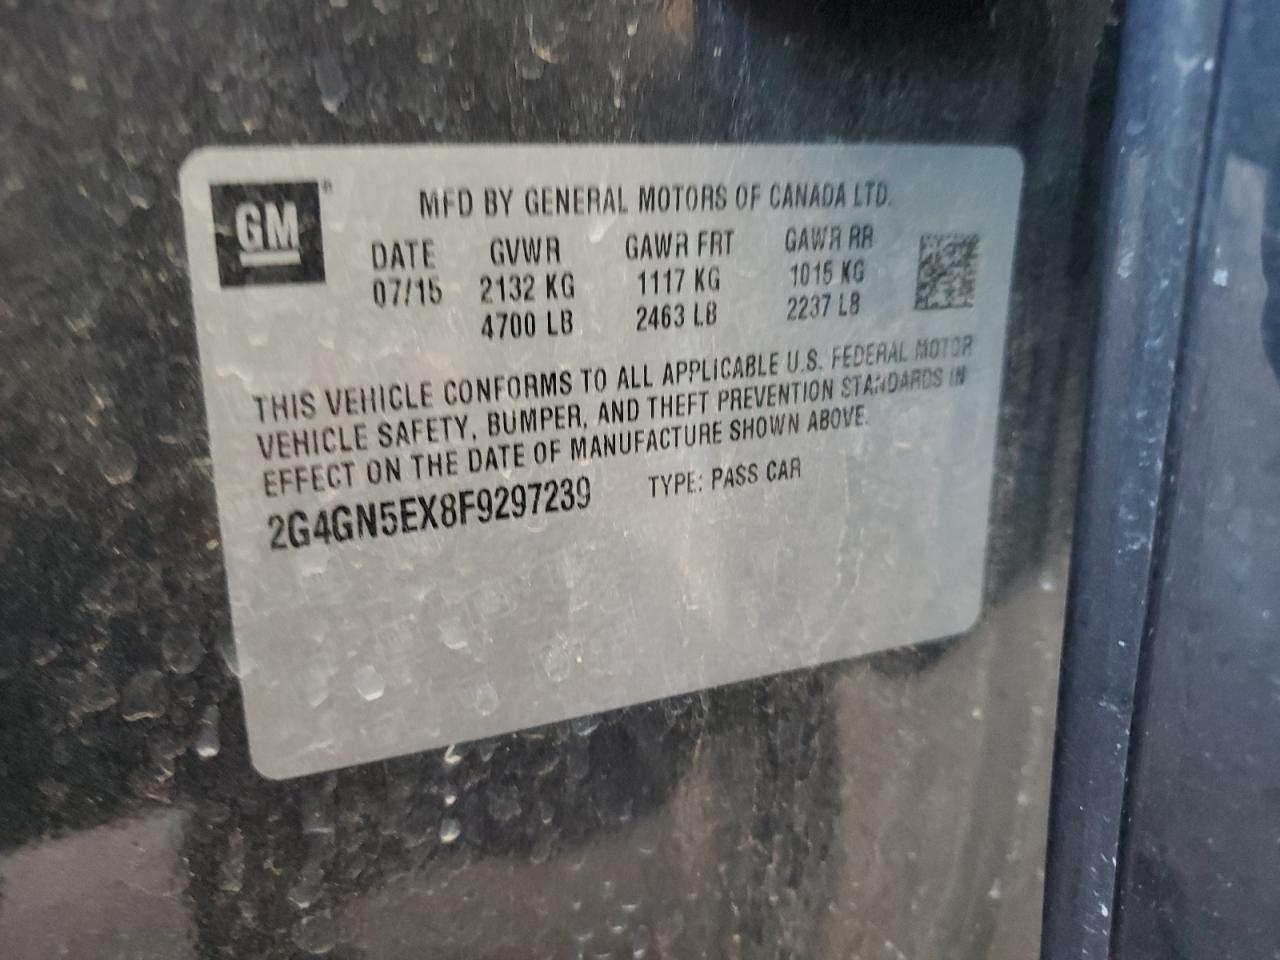 GM
MFD BY GENERAL MOTORS OF CANADA LTD.
DATE GVWR GAWR FRT GAWR RR
07/15 2132 KG 1117 KG 1015 KG
4700 LB 2463 LB 2237 LB
THIS VEHICLE CONFORMS TO ALL APPLICABLE U.S. FEDERAL MOTOR
VEHICLE SAFETY, BUMPER, AND THEFT PREVENTION STANDARDS IN
EFFECT ON THE DATE OF MANUFACTURE SHOWN ABOVE.
2G4GN5EX8F9297239 TYPE: PASS CAR